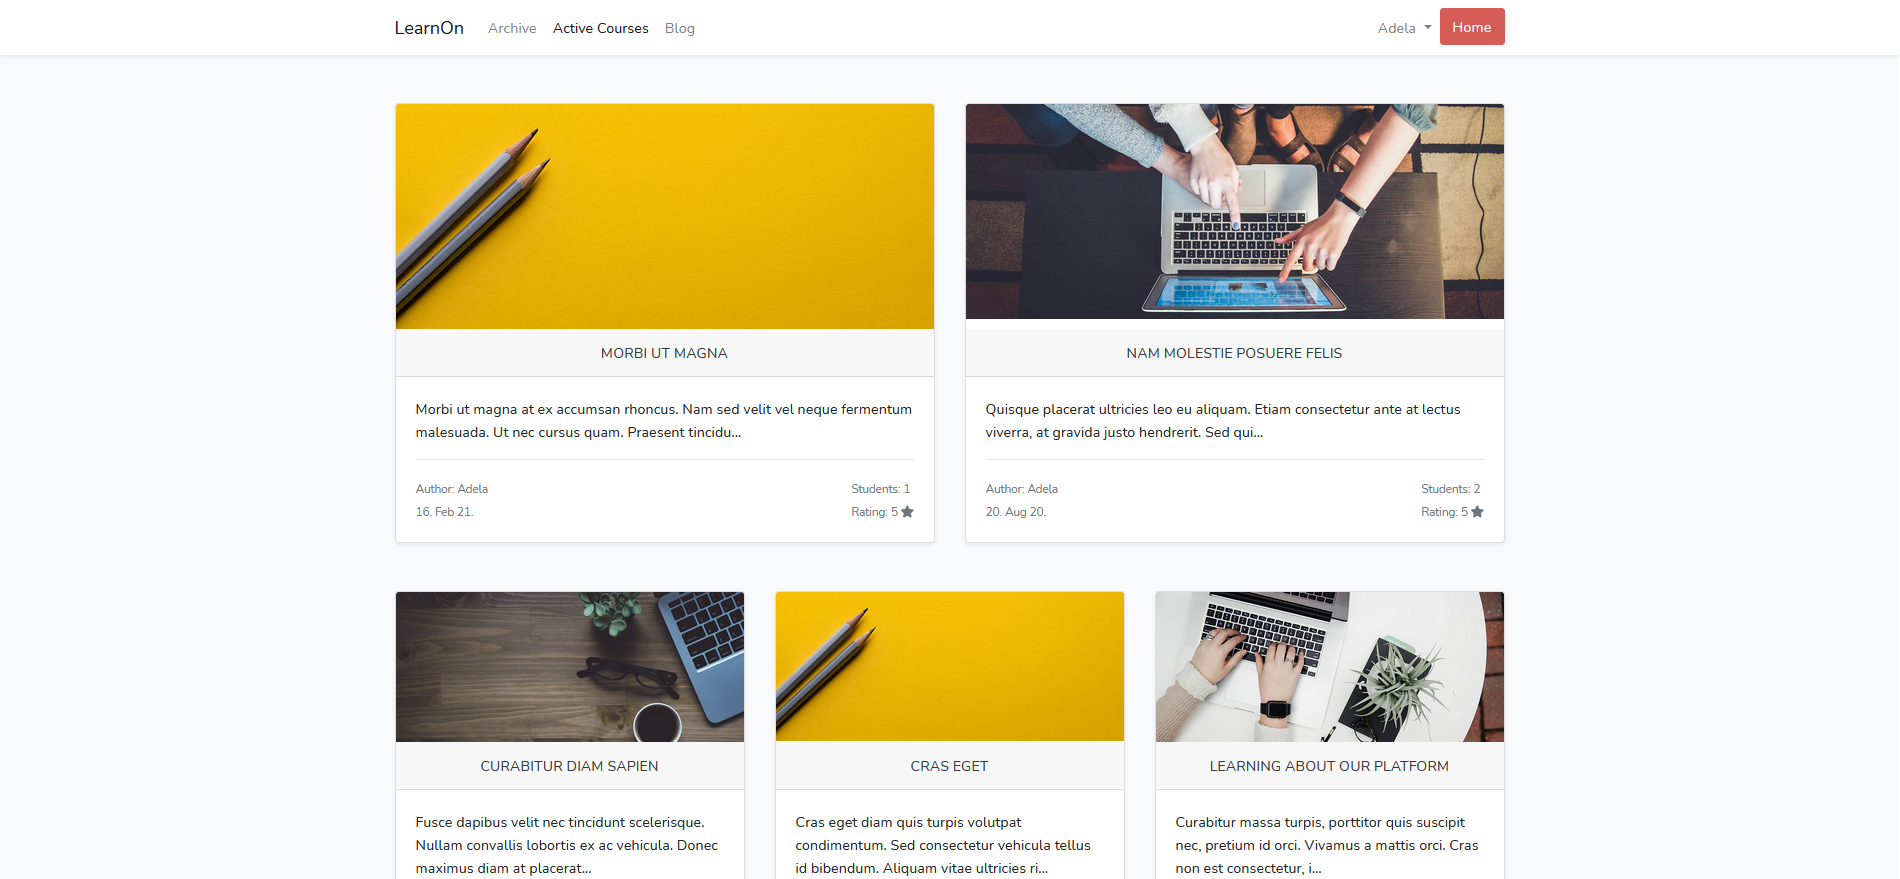 LearnOn Archive Active Courses Blog Adela Home
MORBI UT MAGNA
Morbi ut magna at ex accumsan rhoncus. Nam sed velit vel neque fermentum
malesuada. Ut nec cursus quam. Praesent tincidu...
Author: Adela Students: 1
16. Feb 21. Rating: 5
NAM MOLESTIE POSUERE FELIS
Quisque placerat ultricies leo eu aliquam. Etiam consectetur ante at lectus
viverra, at gravida justo hendrerit. Sed qui...
Author: Adela Students: 2
20. Aug 20. Rating: 5
CURABITUR DIAM SAPIEN
Fusce dapibus velit nec tincidunt scelerisque.
Nullam convallis lobortis ex ac vehicula. Donec
maximus diam at placerat...
CRAS EGET
Cras eget diam quis turpis volutpat
condimentum. Sed consectetur vehicula tellus
id bibendum. Aliquam vitae ultricies ri...
LEARNING ABOUT OUR PLATFORM
Curabitur massa turpis, porttitor quis suscipit
nec, pretium id orci. Vivamus a mattis orci. Cras
non est consectetur, i...